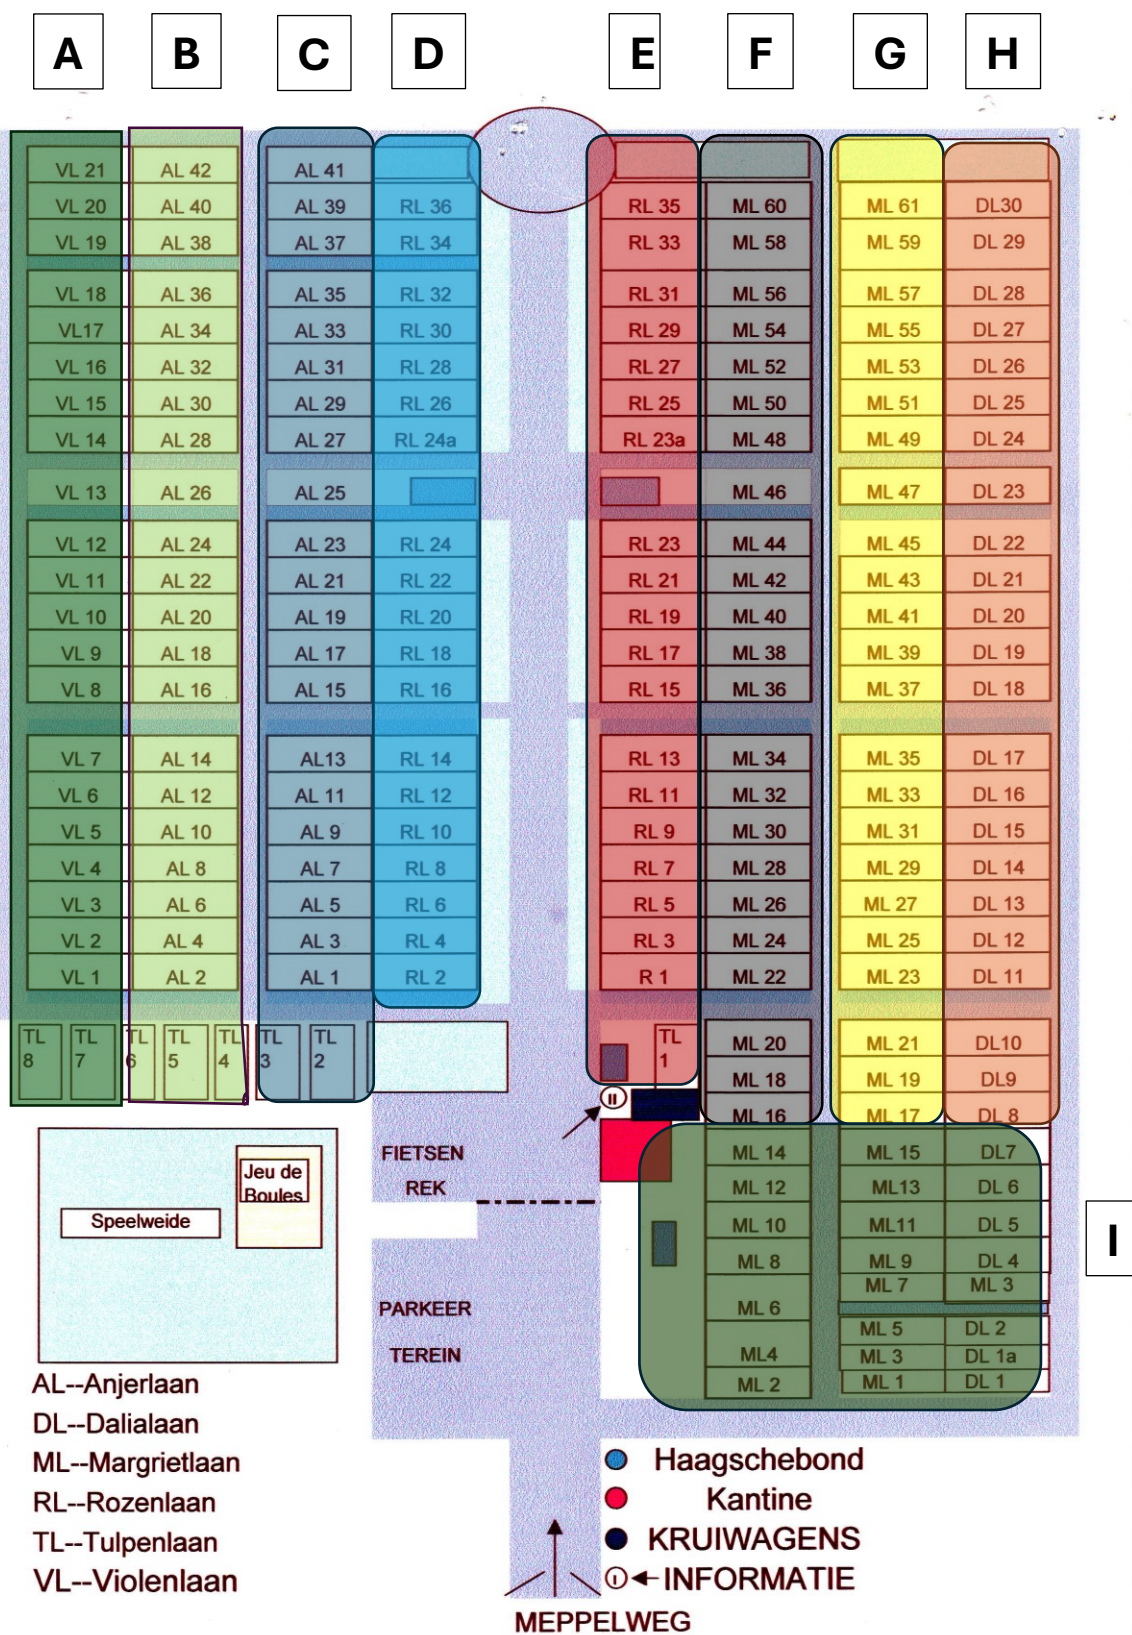 A B C D E F G H
VL 21 AL 42 AL 41
VL 20 AL 40 AL 39 RL 36 RL 35 ML 60 ML 61 DL30
VL 19 AL 38 AL 37 RL 34 RL 33 ML 58 ML 59 DL 29
VL 18 AL 36 AL 35 RL 32 RL 31 ML 56 ML 57 DL 28
VL17 AL 34 AL 33 RL 30 RL 29 ML 54 ML 55 DL 27
VL 16 AL 32 AL 31 RL 28 RL 27 ML 52 ML 53 DL 26
VL 15 AL 30 AL 29 RL 26 RL 25 ML 50 ML 51 DL 25
VL 14 AL 28 AL 27 RL 24a RL 23a ML 48 ML 49 DL 24
VL 13 AL 26 AL 25 ML 46 ML 47 DL 23
VL 12 AL 24 AL 23 RL 24 RL 23 ML 44 ML 45 DL 22
VL 11 AL 22 AL 21 RL 22 RL 21 ML 42 ML 43 DL 21
VL 10 AL 20 AL 19 RL 20 RL 19 ML 40 ML 41 DL 20
VL 9 AL 18 AL 17 RL 18 RL 17 ML 38 ML 39 DL 19
VL 8 AL 16 AL 15 RL 16 RL 15 ML 36 ML 37 DL 18
VL 7 AL 14 AL13 RL 14 RL 13 ML 34 ML 35 DL 17
VL 6 AL 12 AL 11 RL 12 RL 11 ML 32 ML 33 DL 16
VL 5 AL 10 AL 9 RL 10 RL 9 ML 30 ML 31 DL 15
VL 4 AL 8 AL 7 RL 8 RL 7 ML 28 ML 29 DL 14
VL 3 AL 6 AL 5 RL 6 RL 5 ML 26 ML 27 DL 13
VL 2 AL 4 AL 3 RL 4 RL 3 ML 24 ML 25 DL 12
VL 1 AL 2 AL 1 RL 2 R 1 ML 22 ML 23 DL 11
TL TL TL TL TL TL TL TL
8 7 6 5 4 3 2 1
ML 20 ML 21 DL10
ML 18 ML 19 DL9
ML 16 ML 17 DL 8
FIETSEN ML 14 ML 15 DL7
REK ML 12 ML13 DL 6
ML 10 ML11 DL 5
ML 8 ML 9 DL 4
ML 7 ML 3
PARKEER ML 6
ML 5 DL 2
TEREIN ML4 ML 3 DL 1a
ML 2 ML 1 DL 1
I
Jeu de
Boules
Speelweide
AL--Anjerlaan
DL--Dalialaan
ML--Margrietlaan
RL--Rozenlaan
TL--Tulpenlaan
VL--Violenlaan
Haagschebond
Kantine
KRUIWAGENS
INFORMATIE
MEPPELWEG